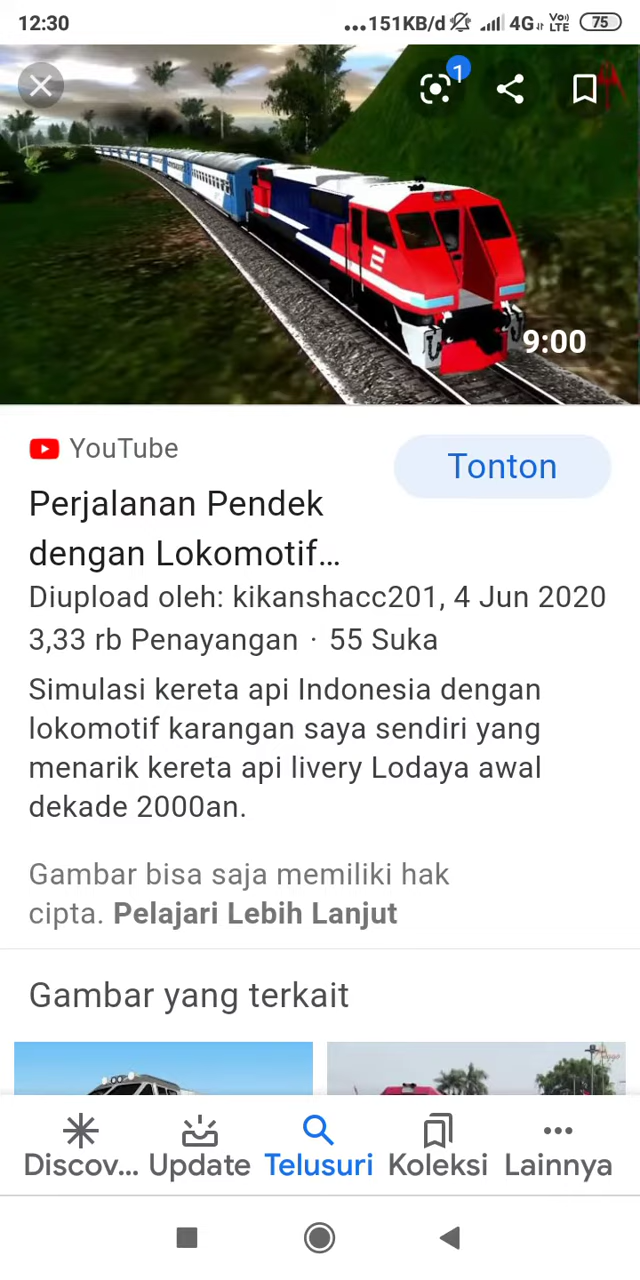 12:30
...151KB/d 4G Vo) LTE 75
1
9:00
YouTube
Tonton
Perjalanan Pendek
dengan Lokomotif...
Diupload oleh: kikanshacc201, 4 Jun 2020
3,33 rb Penayangan · 55 Suka
Simulasi kereta api Indonesia dengan
lokomotif karangan saya sendiri yang
menarik kereta api livery Lodaya awal
dekade 2000an.
Gambar bisa saja memiliki hak
cipta. Pelajari Lebih Lanjut
Gambar yang terkait
Discov... Update Telusuri Koleksi Lainnya